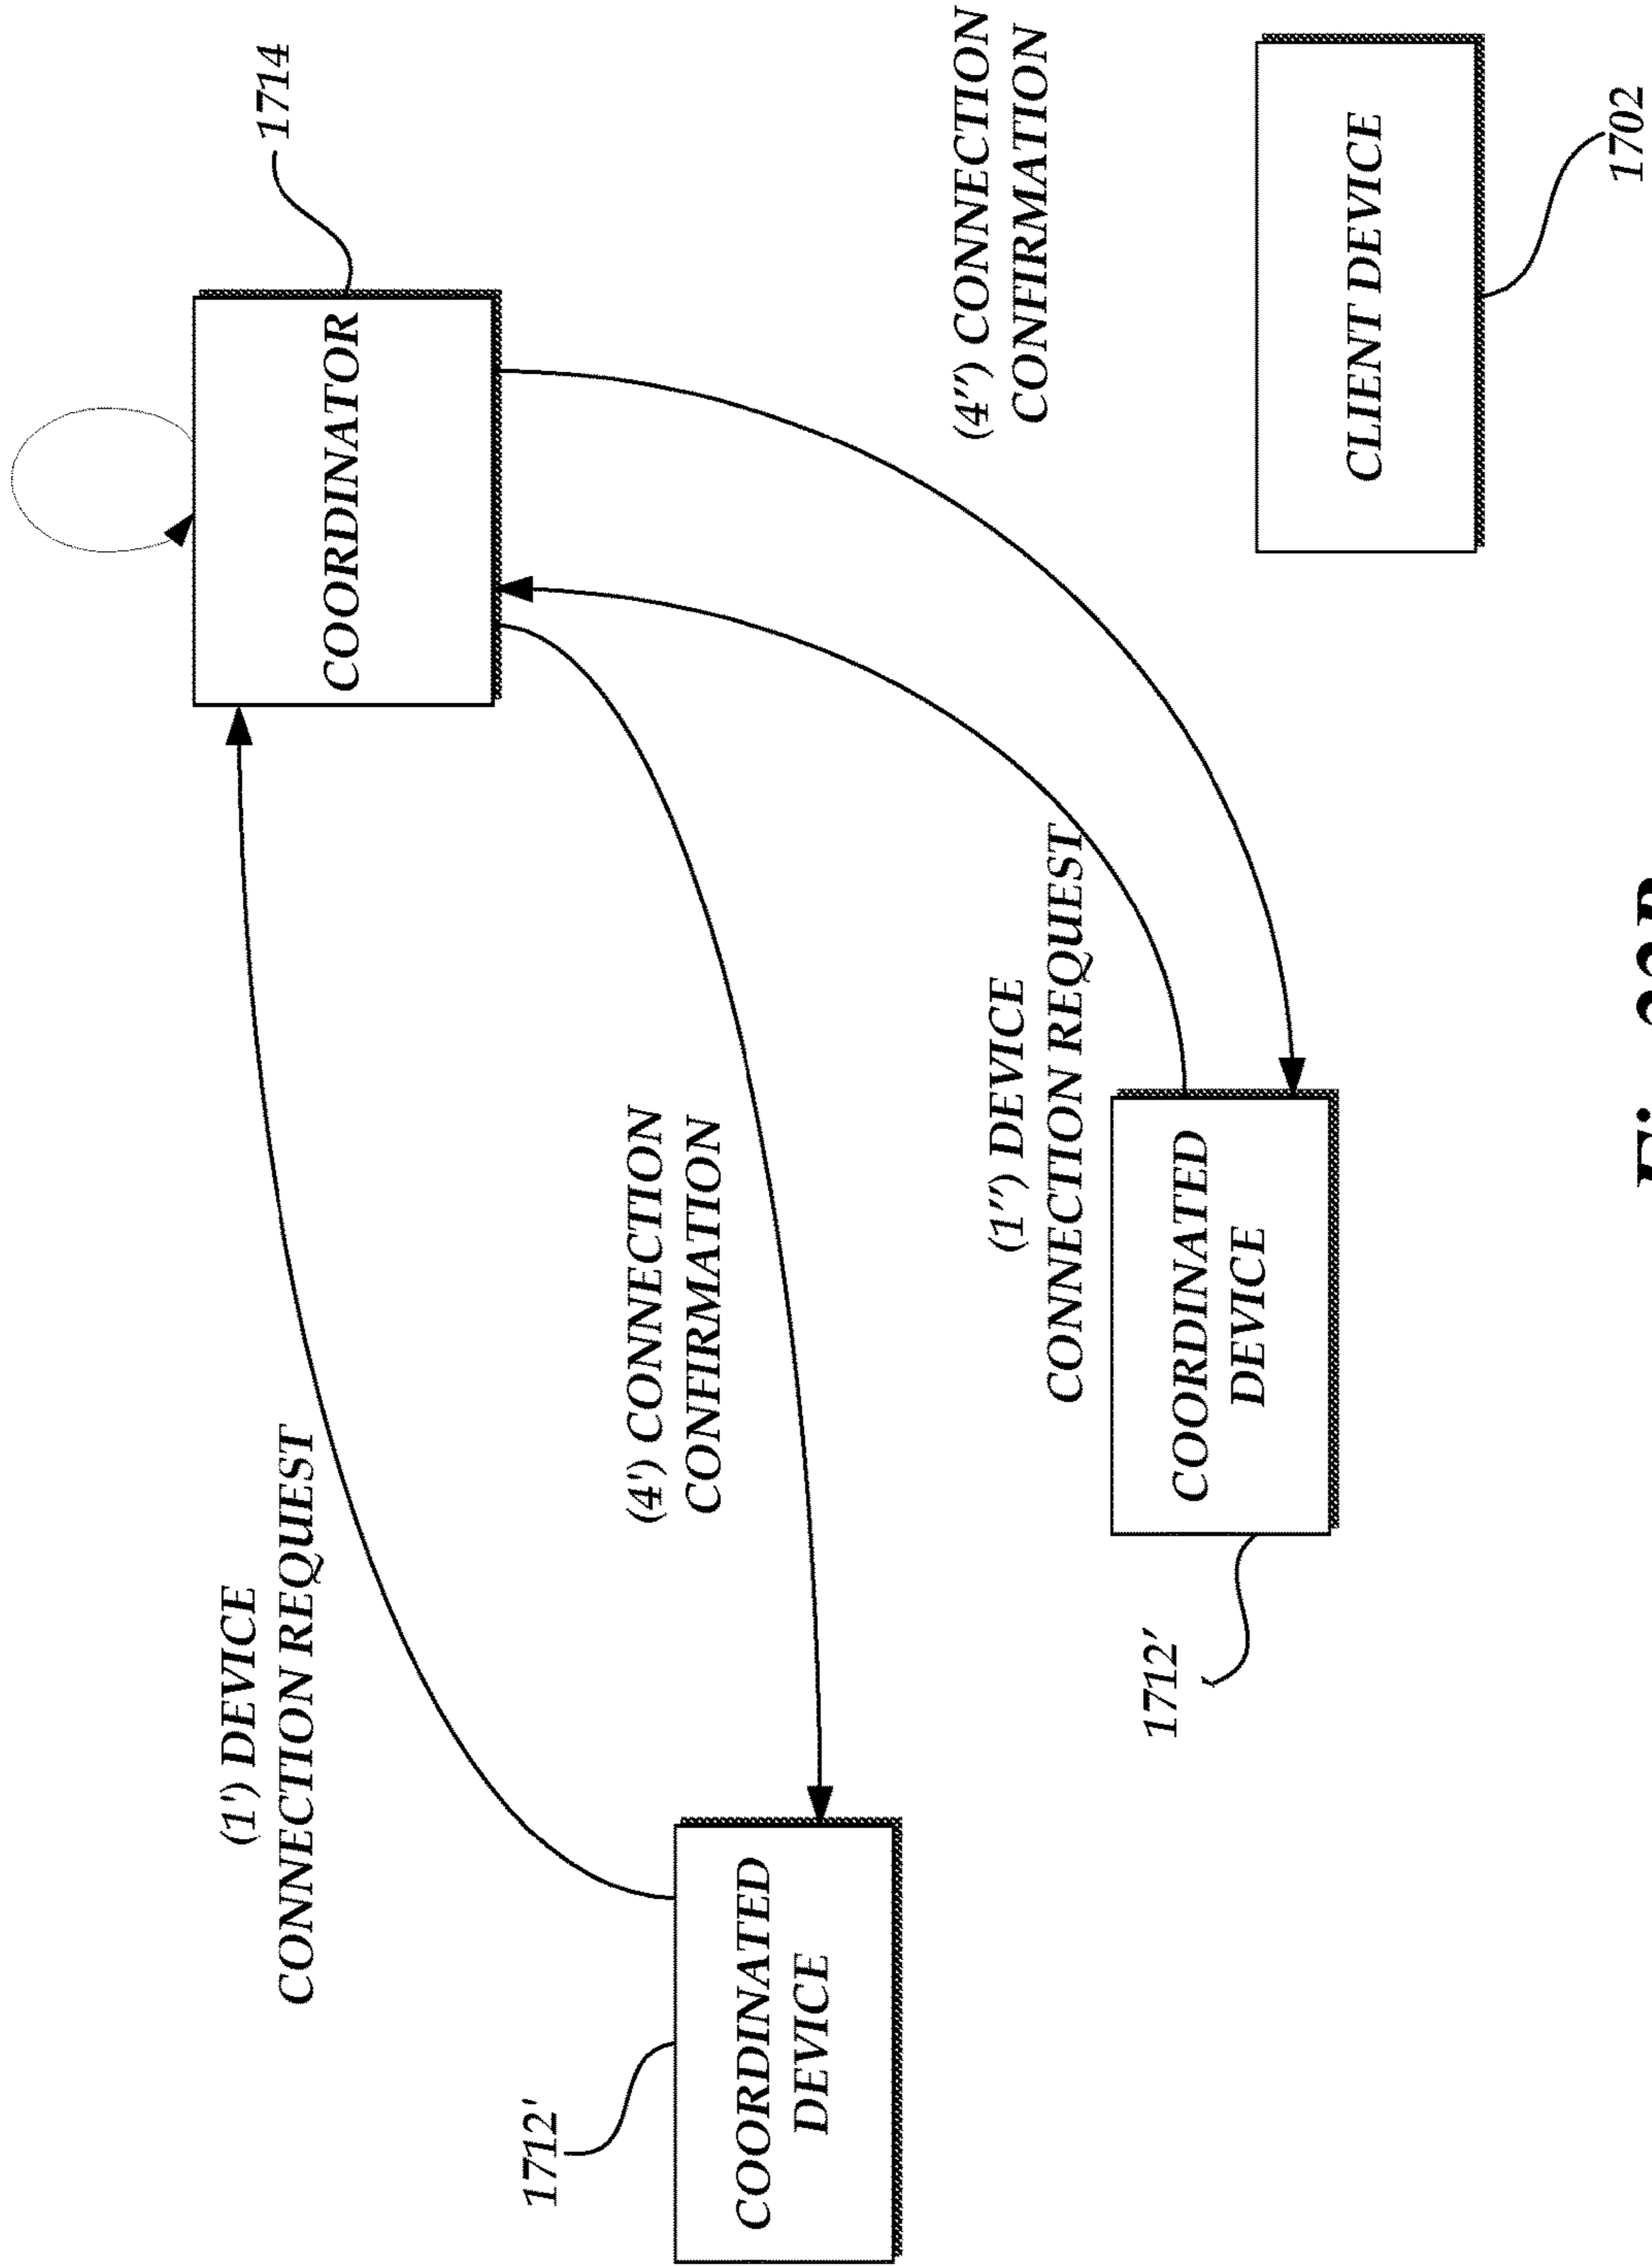 (1') DEVICE
CONNECTION REQUEST
1714
COORDINATOR
1712'
(4') CONNECTION
CONFIRMATION
COORDINATED
DEVICE
(1″) DEVICE
CONNECTION REQUEST
(4″) CONNECTION
CONFIRMATION
1712′
COORDINATED
DEVICE
CLIENT DEVICE
1702